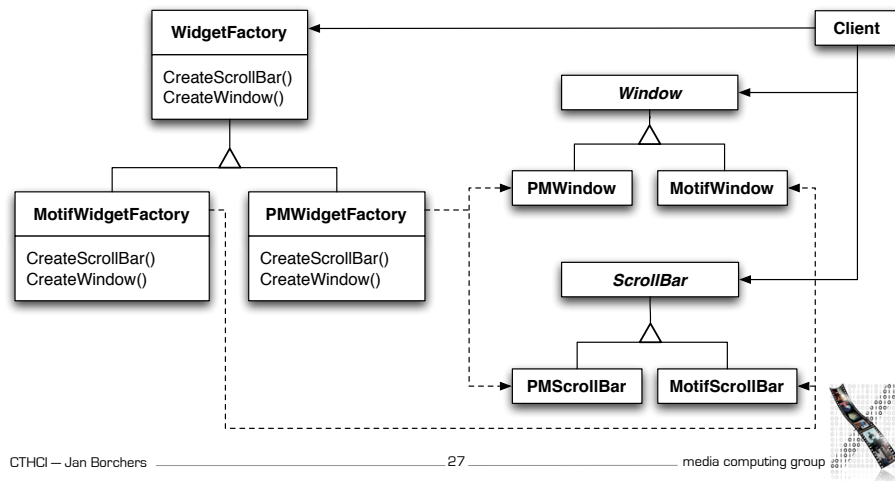 WidgetFactory
CreateScrollBar()
CreateWindow()
Client
Window
PMWindow
MotifWindow
MotifWidgetFactory
CreateScrollBar()
CreateWindow()
PMWidgetFactory
CreateScrollBar()
CreateWindow()
ScrollBar
PMScrollBar
MotifScrollBar
CTHCI — Jan Borchers
27
media computing group